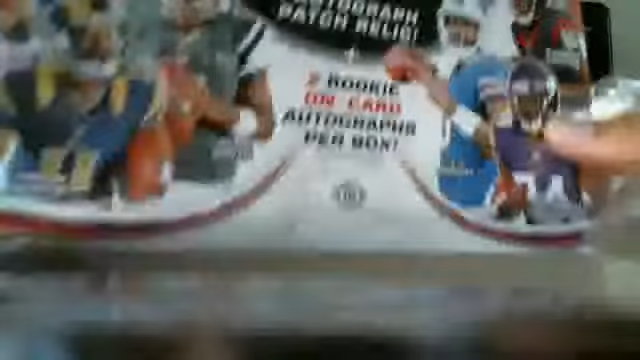 AUTOGRAPH
PATCH RELIC!
2 ROOKIE
ON-CARD
AUTOGRAPHS
PER BOX!